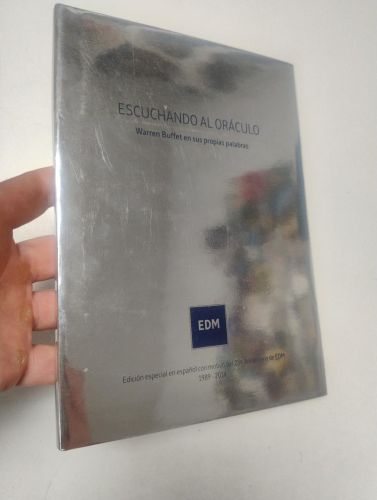 ESCUCHANDO AL ORÁCULO
Warren Buffet en sus propias palabras
EDM
Edición especial en español con motivo del 25º Aniversario de EDM
1989 - 2014